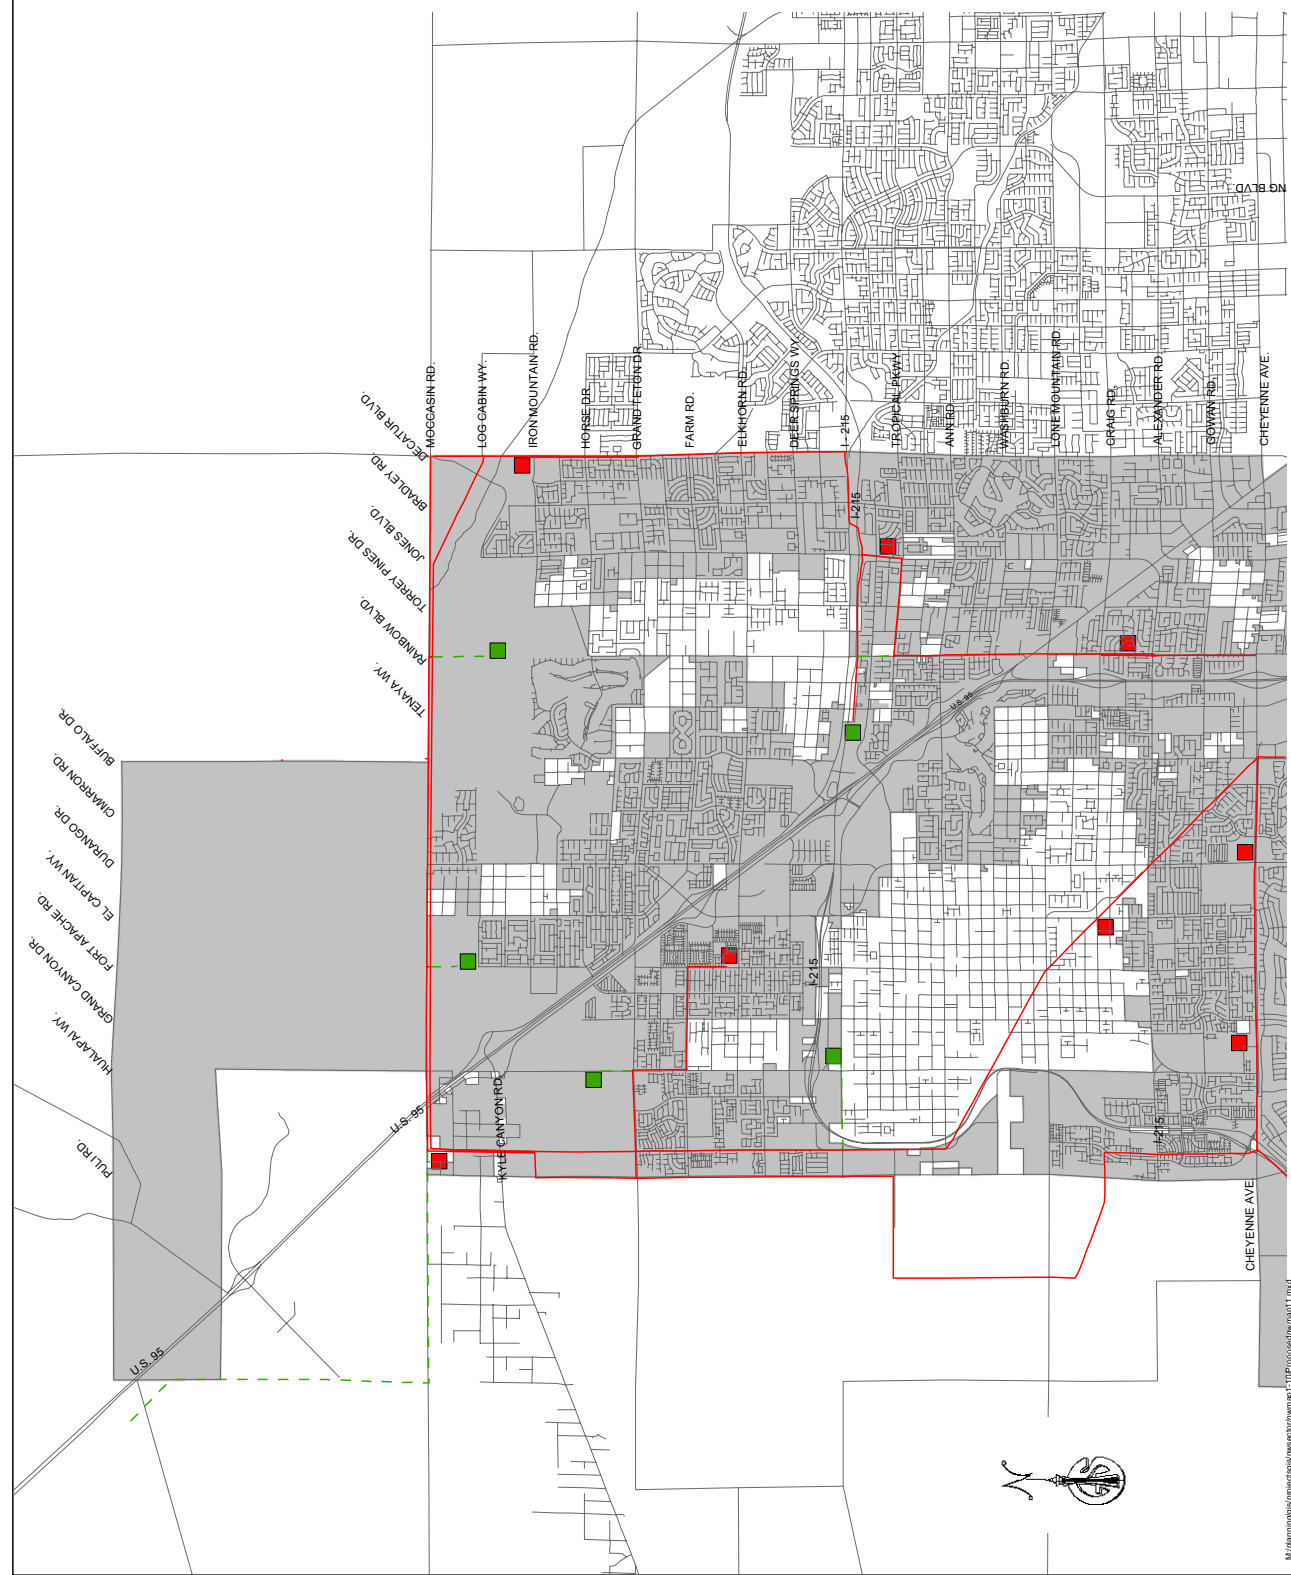 NG BLVD.
MOCCASIN RD.
LOG CABIN WY.
IRON MOUNTAIN RD.
HORSE DR.
GRAND TETON DR.
FARM RD.
ELKHORN RD.
DEER SPRINGS WY.
I - 215
TROPICAL PKWY.
ANN RD.
WASHBURN RD.
LONE MOUNTAIN RD.
CRAIG RD.
ALEXANDER RD.
GOWAN RD.
CHEYENNE AVE.
DECATUR BLVD.
BRADLEY RD.
JONES BLVD.
TORREY PINES DR.
RAINBOW BLVD.
TENAYA WY.
I-215
U.S. 95
BUFFALO DR.
CIMARRON RD.
DURANGO DR.
EL CAPITAN WY.
FORT APACHE RD.
GRAND CANYON DR.
HUALAPAI WY.
PULI RD.
I-215
U.S. 95
KYLE CANYON RD.
I-215
CHEYENNE AVE.
U.S. 95
N